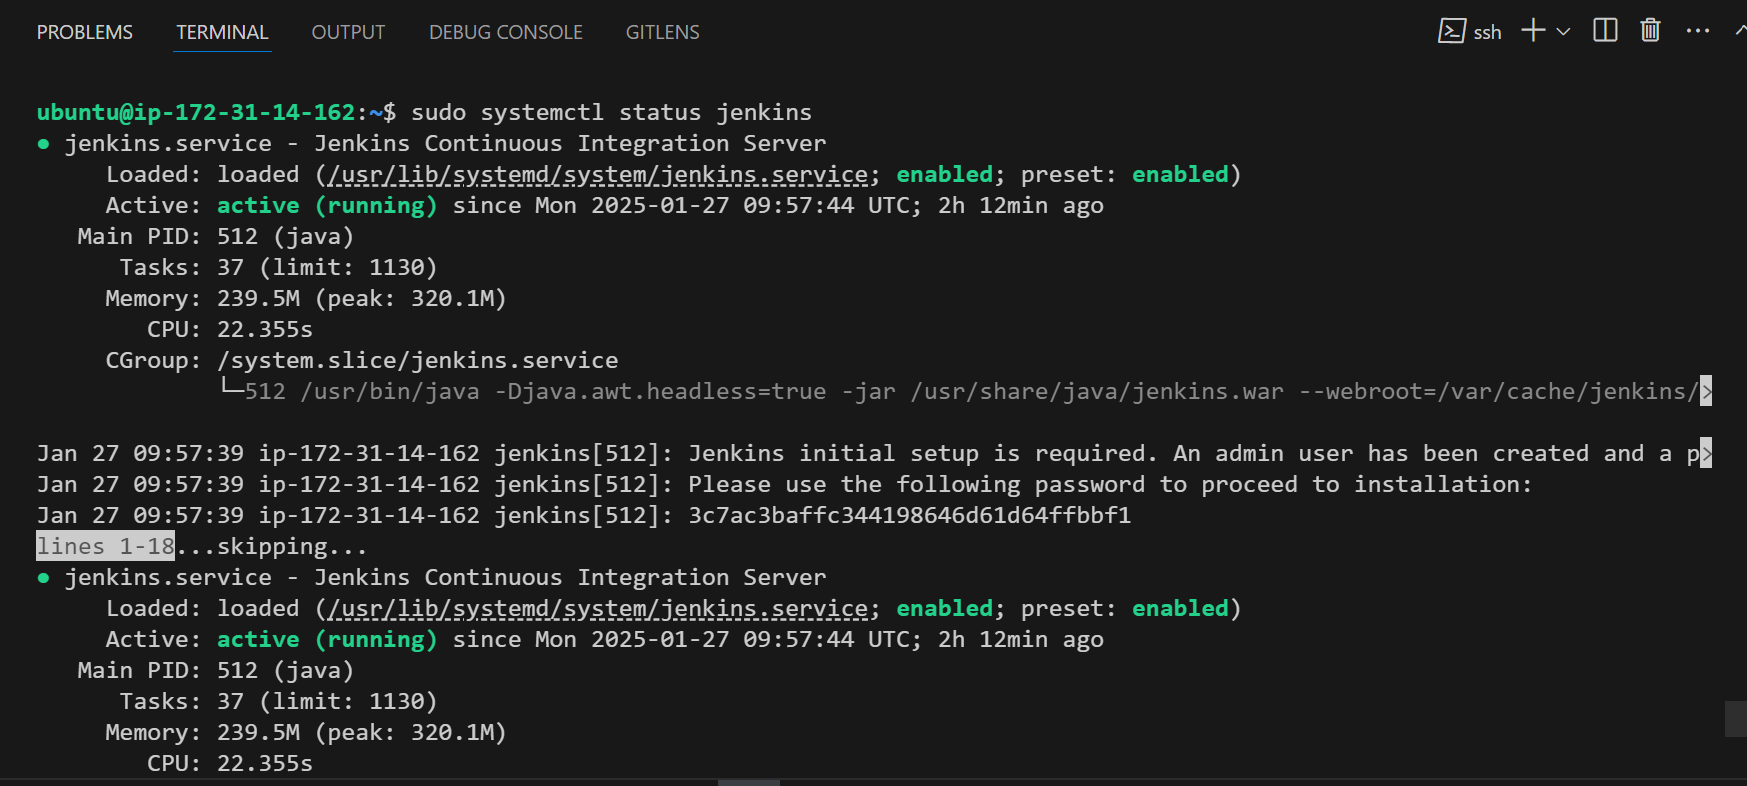 PROBLEMS TERMINAL OUTPUT DEBUG CONSOLE GITLENS ssh
ubuntu@ip-172-31-14-162:~$ sudo systemctl status jenkins
● jenkins.service - Jenkins Continuous Integration Server
Loaded: loaded (/usr/lib/systemd/system/jenkins.service; enabled; preset: enabled)
Active: active (running) since Mon 2025-01-27 09:57:44 UTC; 2h 12min ago
Main PID: 512 (java)
Tasks: 37 (limit: 1130)
Memory: 239.5M (peak: 320.1M)
CPU: 22.355s
CGroup: /system.slice/jenkins.service
└─512 /usr/bin/java -Djava.awt.headless=true -jar /usr/share/java/jenkins.war --webroot=/var/cache/jenkins/>
Jan 27 09:57:39 ip-172-31-14-162 jenkins[512]: Jenkins initial setup is required. An admin user has been created and a p>
Jan 27 09:57:39 ip-172-31-14-162 jenkins[512]: Please use the following password to proceed to installation:
Jan 27 09:57:39 ip-172-31-14-162 jenkins[512]: 3c7ac3baffc344198646d61d64ffbbf1
lines 1-18...skipping...
● jenkins.service - Jenkins Continuous Integration Server
Loaded: loaded (/usr/lib/systemd/system/jenkins.service; enabled; preset: enabled)
Active: active (running) since Mon 2025-01-27 09:57:44 UTC; 2h 12min ago
Main PID: 512 (java)
Tasks: 37 (limit: 1130)
Memory: 239.5M (peak: 320.1M)
CPU: 22.355s